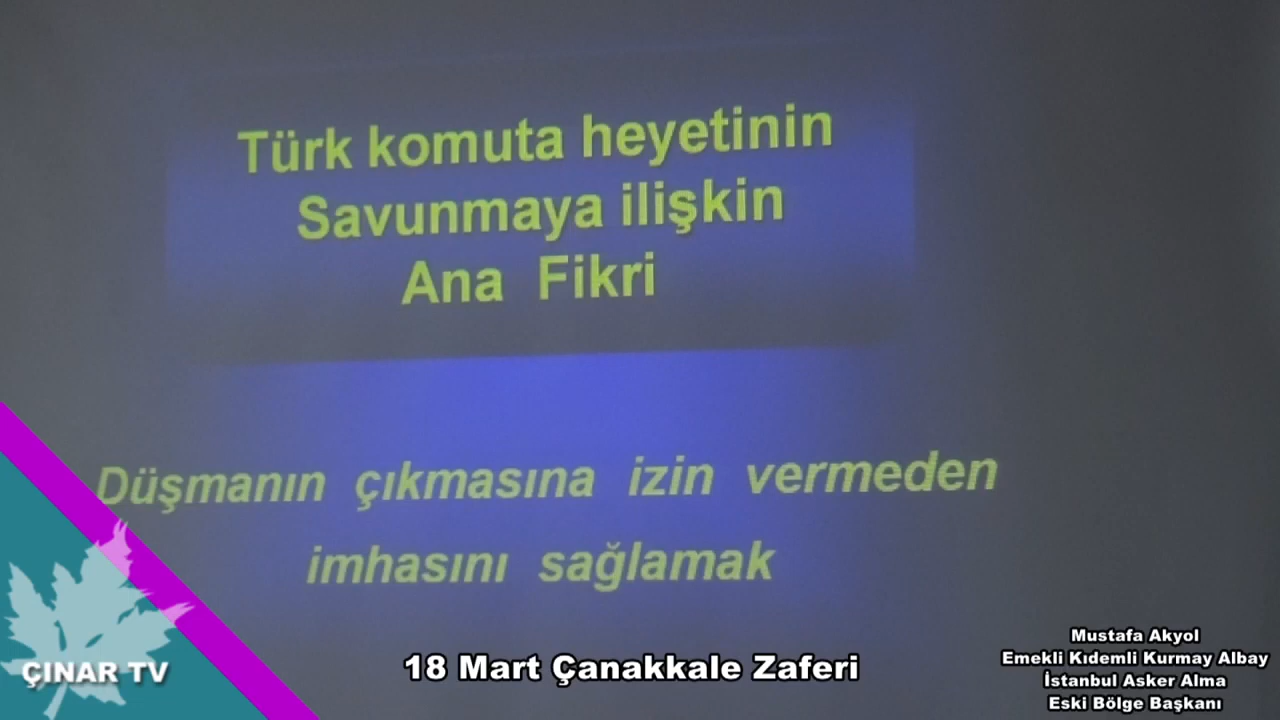 Türk komuta heyetinin
Savunmaya ilişkin
Ana Fikri
Düşmanın çıkmasına izin vermeden
imhasını sağlamak
ÇINAR TV
18 Mart Çanakkale Zaferi
Mustafa Akyol
Emekli Kıdemli Kurmay Albay
İstanbul Asker Alma
Eski Bölge Başkanı